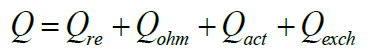 Q = Q_re + Q_ohm + Q_act + Q_exch